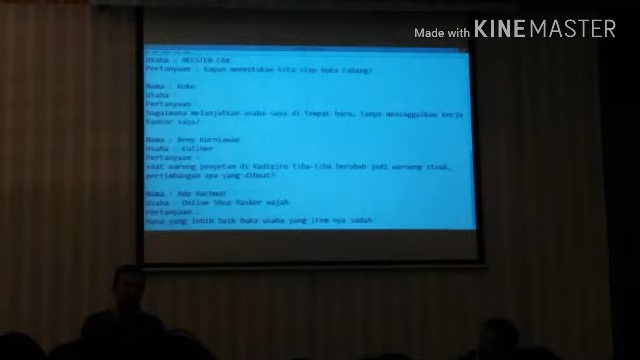 Made with KINEMASTER
Usaha : MEESTER CAR
Pertanyaan : Kapan menentukan kita siap buka cabang?
Nama : Koko
Usaha :
Pertanyaan :
bagaimana melanjutkan usaha saya di tempat baru, tanpa meninggalkan kerja
kantor saya?
Nama : Beny Kurniawan
Usaha : Kuliner
Pertanyaan :
saat warung penyetan di Kadipiro tiba-tiba berubah jadi warung steak,
pertimbangan apa yang dibuat?
Nama : Ade Rachmat
Usaha : Online Shop Masker wajah
Pertanyaan :
Mana yang lebih baik buka usaha yang item nya sudah